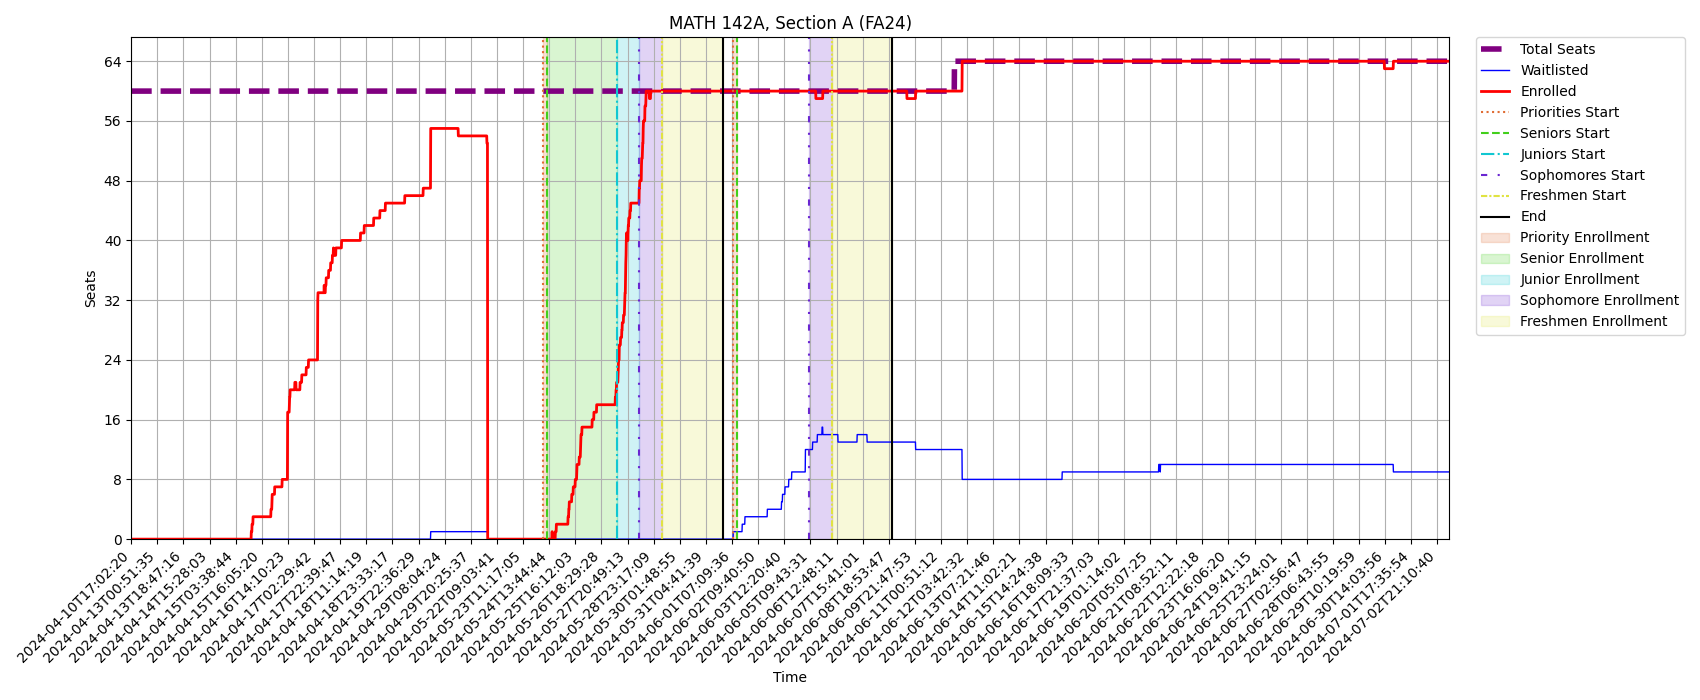 MATH 142A, Section A (FA24)
Seats
64
56
48
40
32
24
16
8
0
2024-04-10T17:02:20
2024-04-13T00:51:35
2024-04-13T18:47:16
2024-04-14T15:28:03
2024-04-15T03:38:44
2024-04-15T16:05:20
2024-04-16T14:10:23
2024-04-17T02:29:42
2024-04-17T22:39:47
2024-04-18T11:14:19
2024-04-18T23:33:17
2024-04-19T22:36:29
2024-04-29T08:04:24
2024-04-29T20:25:37
2024-05-22T09:03:41
2024-05-23T11:17:05
2024-05-24T13:44:44
2024-05-25T16:12:03
2024-05-26T18:29:28
2024-05-27T20:49:13
2024-05-28T23:17:09
2024-05-30T01:48:55
2024-05-31T04:41:39
2024-06-01T07:09:36
2024-06-02T09:40:50
2024-06-03T12:20:40
2024-06-05T09:43:31
2024-06-06T12:48:11
2024-06-07T15:41:01
2024-06-08T18:53:47
2024-06-09T21:47:53
2024-06-11T00:51:12
2024-06-12T03:42:32
2024-06-13T07:21:46
2024-06-14T11:02:21
2024-06-15T14:24:38
2024-06-16T18:09:33
2024-06-17T21:37:03
2024-06-19T01:14:02
2024-06-20T05:07:25
2024-06-21T08:52:11
2024-06-22T12:22:18
2024-06-23T16:06:20
2024-06-24T19:41:15
2024-06-25T23:24:01
2024-06-27T02:56:47
2024-06-28T06:43:55
2024-06-29T10:19:59
2024-06-30T14:03:56
2024-07-01T17:35:54
2024-07-02T21:10:40
Time
Total Seats
Waitlisted
Enrolled
Priorities Start
Seniors Start
Juniors Start
Sophomores Start
Freshmen Start
End
Priority Enrollment
Senior Enrollment
Junior Enrollment
Sophomore Enrollment
Freshmen Enrollment